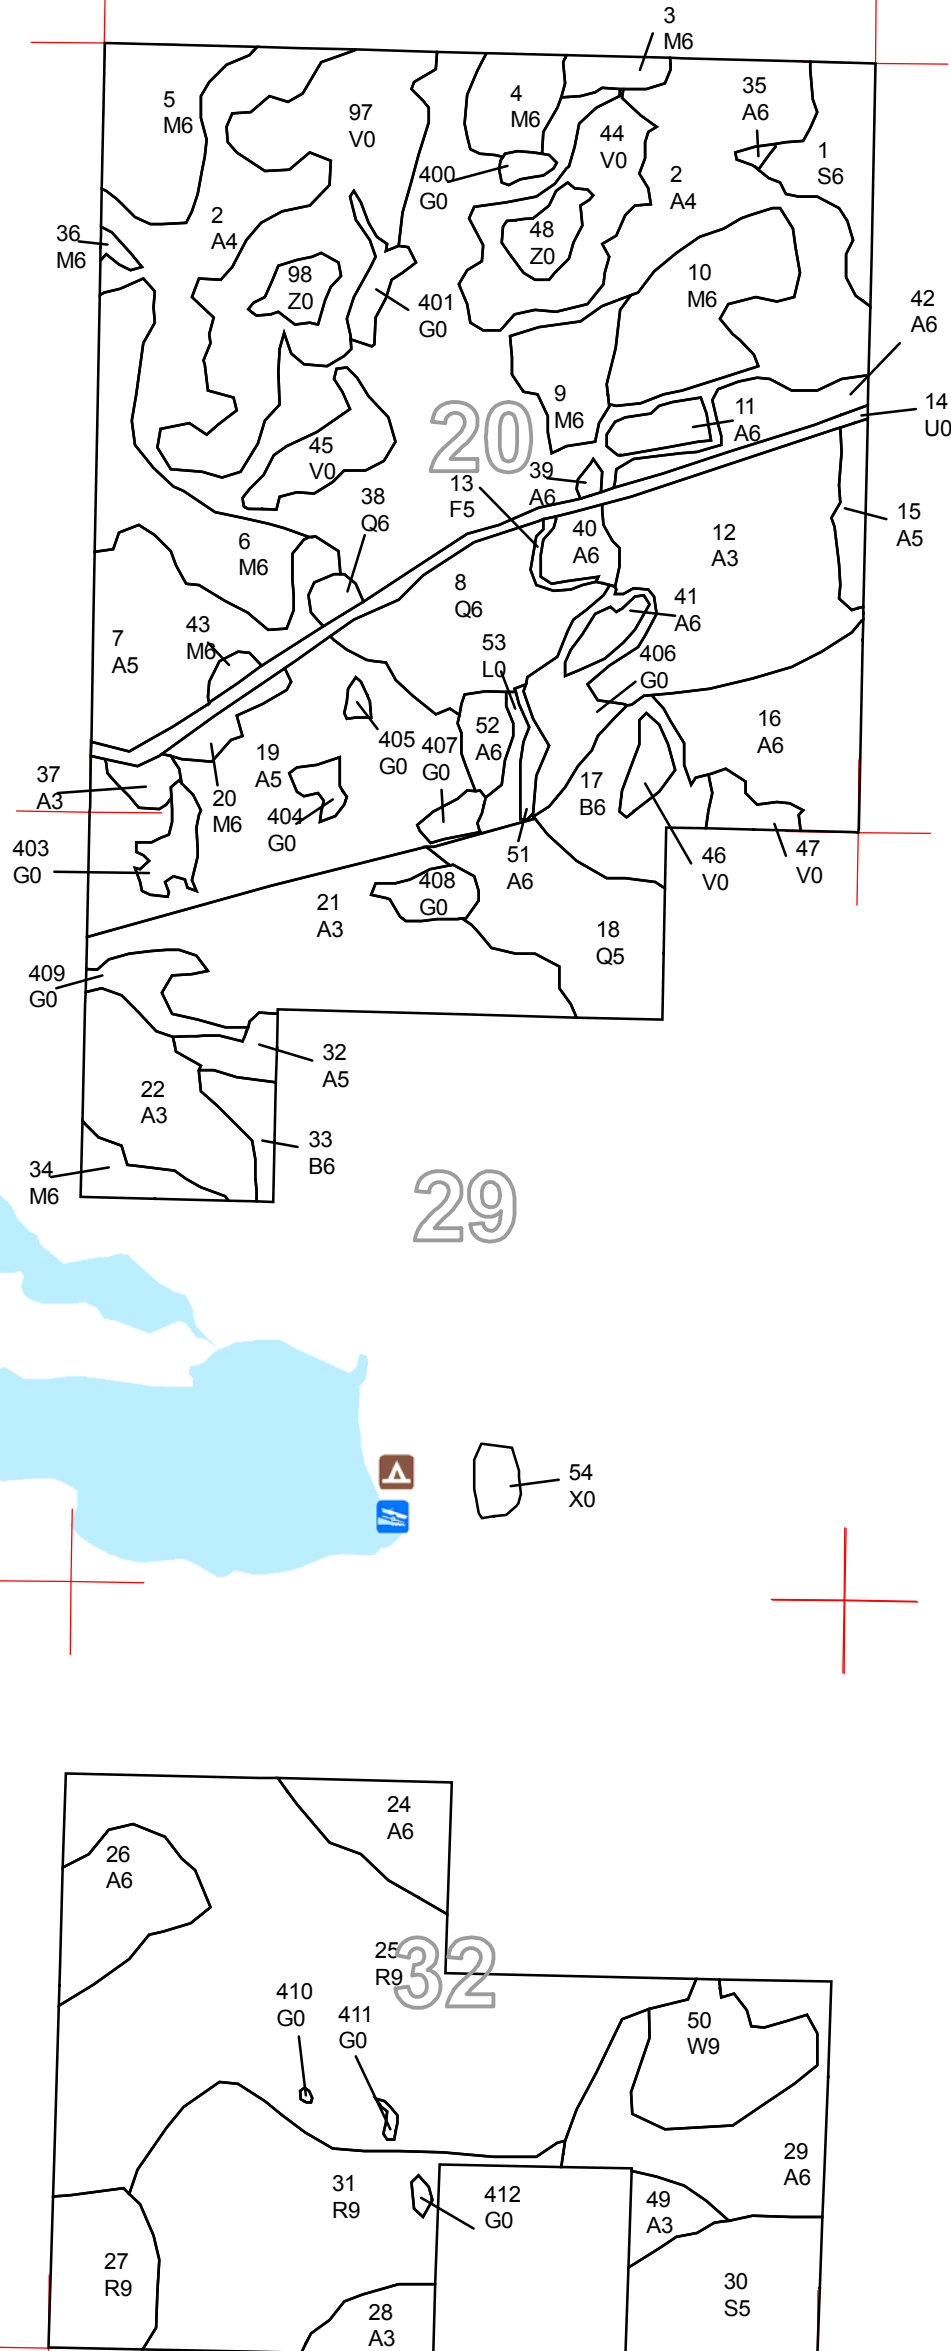 3
M6
5
M6
97
V0
4
M6
44
V0
35
A6
1
S6
400
G0
2
A4
2
A4
36
M6
48
Z0
98
Z0
10
M6
401
G0
42
A6
9
M6
11
A6
14
U0
20
45
V0
39
A6
13
F5
38
Q6
40
A6
12
A3
15
A5
6
M6
8
Q6
41
A6
43
M6
7
A5
53
L0
406
G0
16
A6
52
A6
405
G0
407
G0
19
A5
37
A3
20
M6
404
G0
17
B6
403
G0
51
A6
46
V0
47
V0
408
G0
21
A3
18
Q5
409
G0
32
A5
22
A3
33
B6
34
M6
29
54
X0
24
A6
26
A6
25
R9
32
410
G0
411
G0
50
W9
29
A6
31
R9
412
G0
49
A3
27
R9
30
S5
28
A3